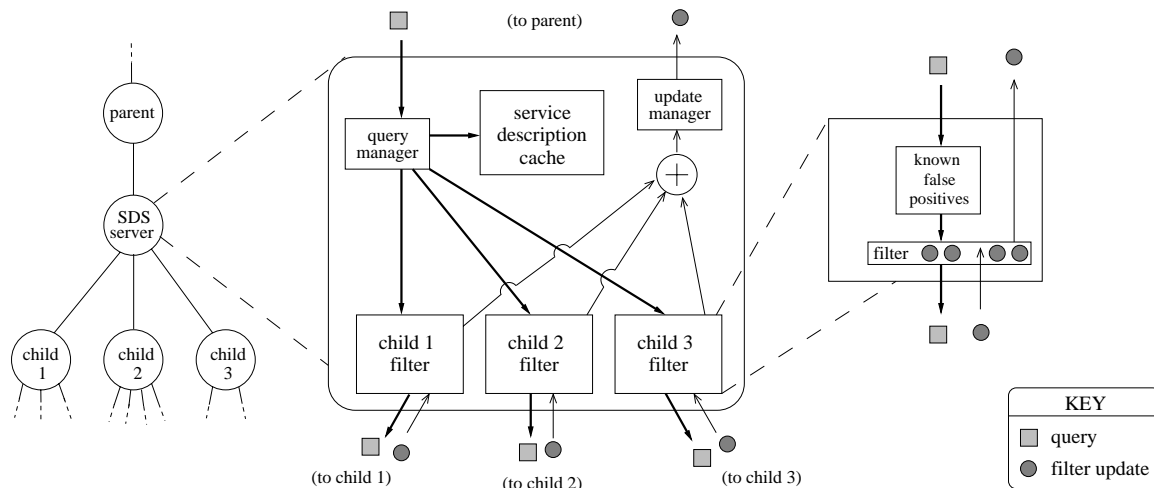 parent
SDS
server
child
1
child
2
child
3
(to parent)
query
manager
service
description
cache
update
manager
+
child 1
filter
child 2
filter
child 3
filter
(to child 1)
(to child 2)
(to child 3)
known
false
positives
filter
KEY
query
filter update